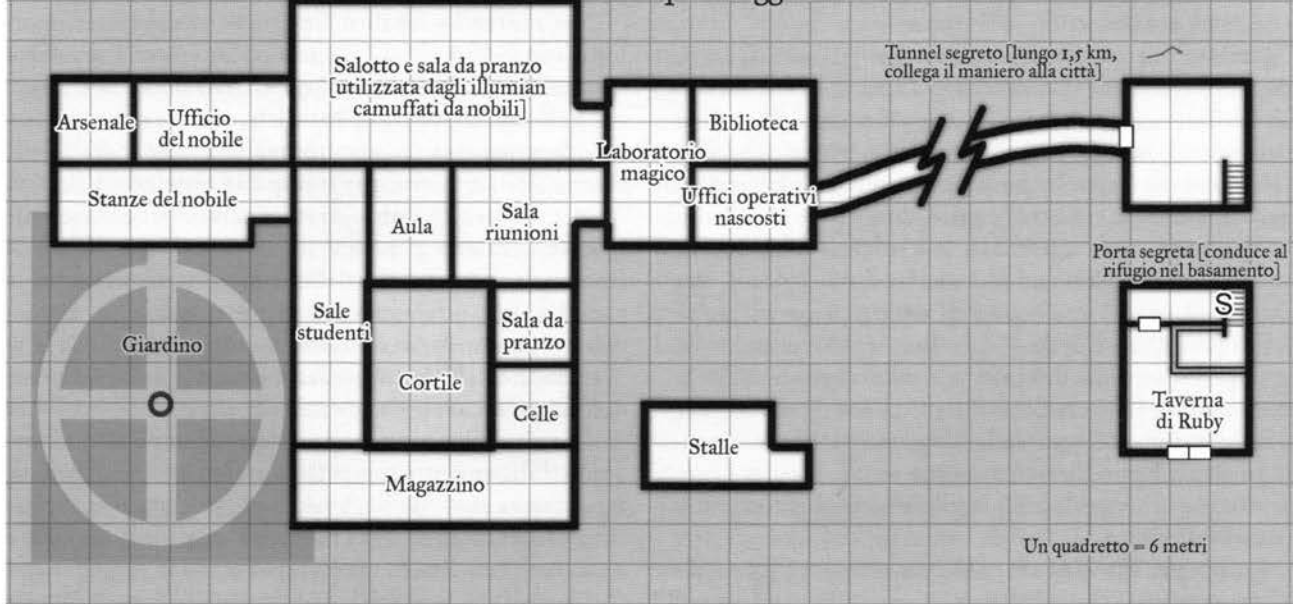 Salotto e sala da pranzo
[utilizzata dagli illumian
camuffati da nobili]
Tunnel segreto [lungo 1,5 km,
collega il maniero alla città]
Arsenale
Ufficio
del nobile
Biblioteca
Laboratorio
magico
Stanze del nobile
Aula
Sala
riunioni
Uffici operativi
nascosti
Porta segreta [conduce al
rifugio nel basamento]
S
Giardino
Sale
studenti
Sala da
pranzo
Cortile
Celle
Taverna
di Ruby
Stalle
Magazzino
Un quadretto = 6 metri